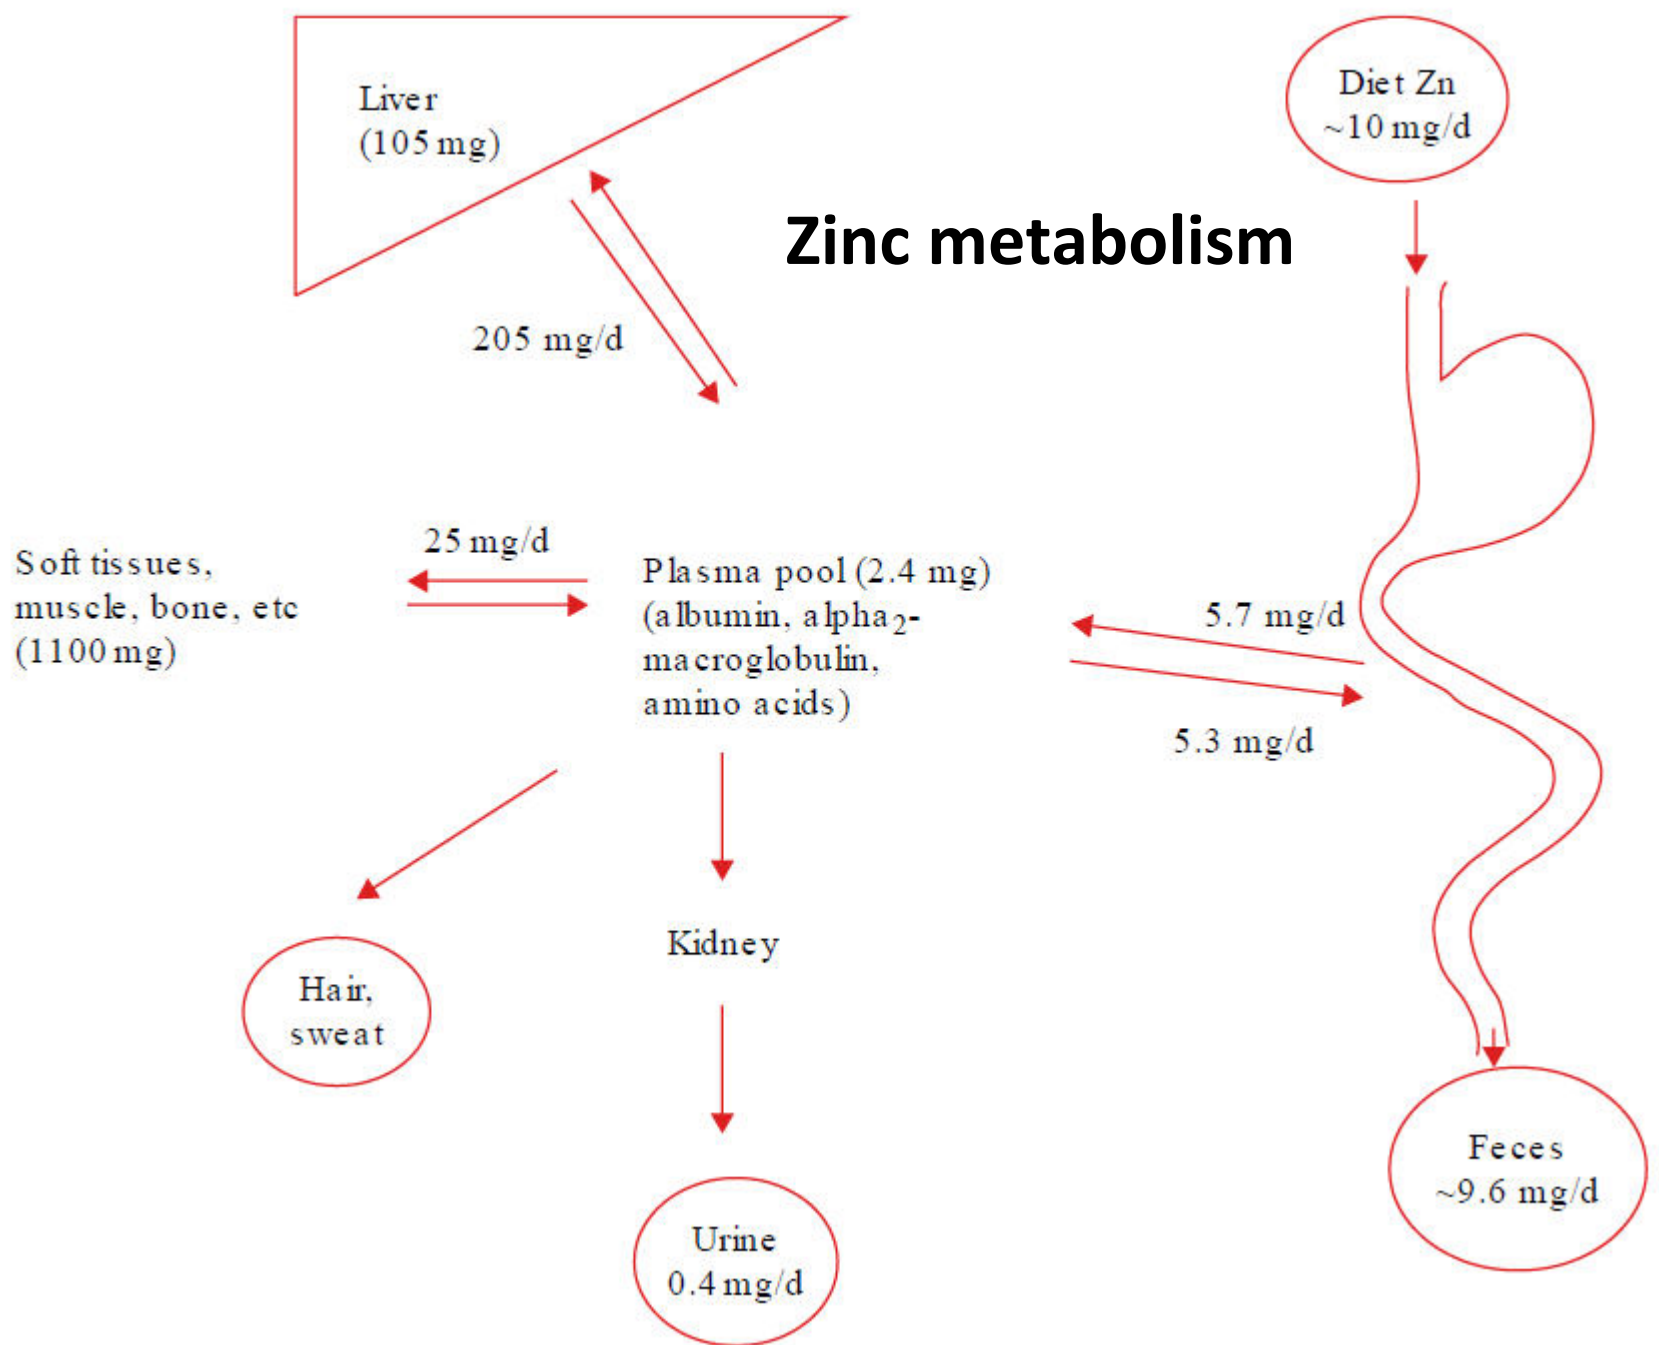 Liver
(105 mg)
Diet Zn
~10 mg/d
Zinc metabolism
205 mg/d
25 mg/d
Soft tissues,
muscle, bone, etc
(1100 mg)
Plasma pool (2.4 mg)
(albumin, alpha2-
macroglobulin,
amino acids)
5.7 mg/d
5.3 mg/d
Kidney
Hair,
sweat
Feces
~9.6 mg/d
Urine
0.4 mg/d